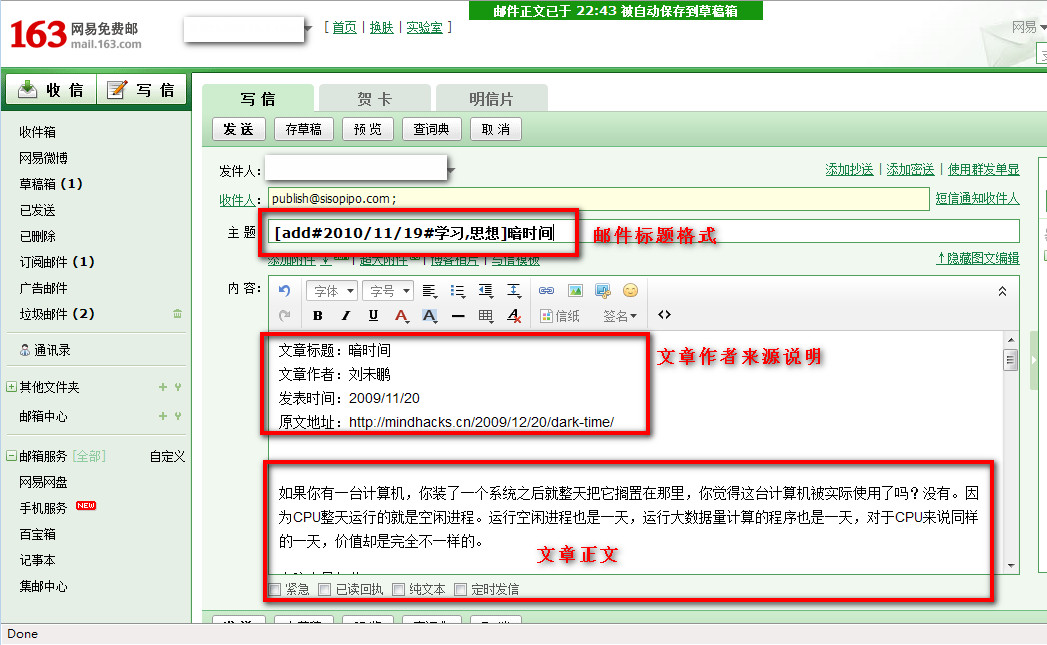 邮件正文已于 22:43 被自动保存到草稿箱
163 网易免费邮
mail.163.com
[ 首页 | 换肤 | 实验室 ]
网易
收 信 写 信
写 信 贺 卡 明信片
发 送 存草稿 预 览 查词典 取 消
收件箱
网易微博
草稿箱 (1)
已发送
已删除
订阅邮件 (1)
广告邮件
垃圾邮件 (2)
通讯录
其他文件夹
邮箱中心
邮箱服务 [全部] 自定义
网易网盘
手机服务 NEW
百宝箱
记事本
集邮中心
发件人：
添加抄送 | 添加密送 | 使用群发单显
收件人： publish@sisopipo.com ;
短信通知收件人
主 题 [add#2010/11/19#学习,思想]暗时间
邮件标题格式
添加附件 | 超大附件 | 博客相片 | 写信模板
↑隐藏图文编辑
内 容：
字体 字号
B I U A A 信纸 签名 <>
文章标题：暗时间
文章作者：刘未鹏
发表时间：2009/11/20
原文地址：http://mindhacks.cn/2009/12/20/dark-time/
文章作者来源说明
如果你有一台计算机，你装了一个系统之后就整天把它搁置在那里，你觉得这台计算机被实际使用了吗？没有。因
为CPU整天运行的就是空闲进程。运行空闲进程也是一天，运行大数据量计算的程序也是一天，对于CPU来说同样
的一天，价值却是完全不一样的。
文章正文
紧急 已读回执 纯文本 定时发信
Done